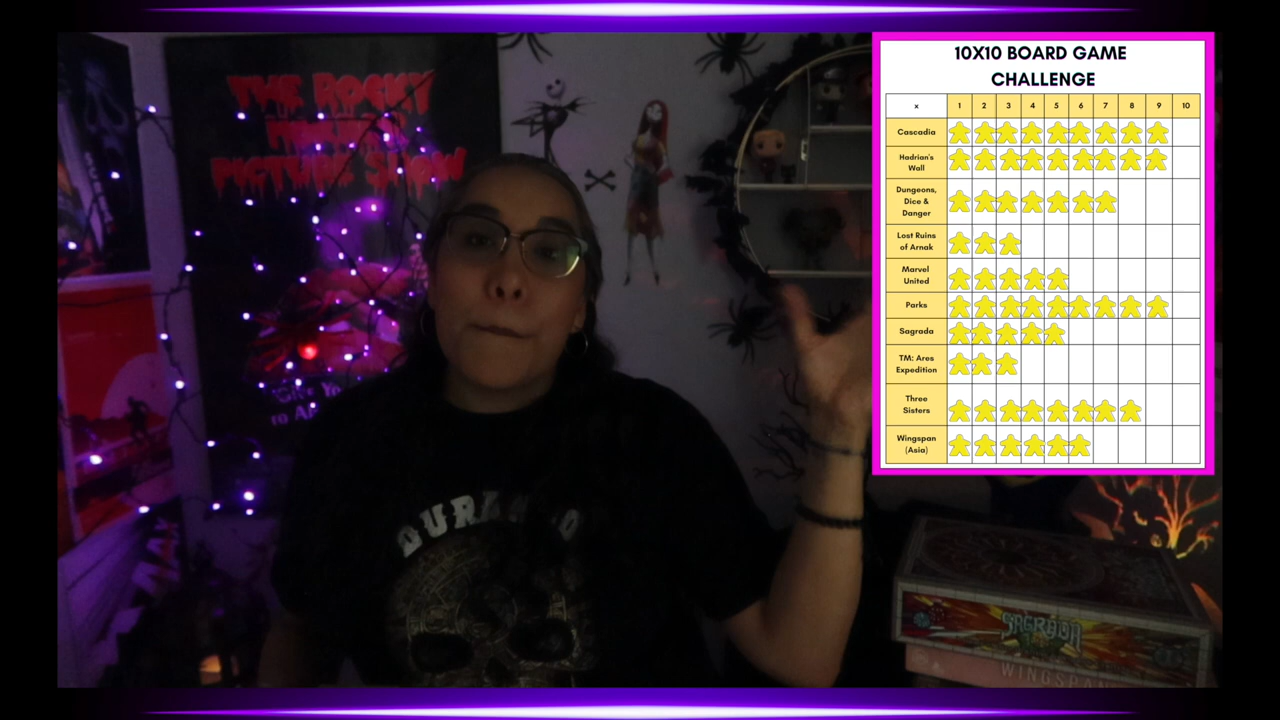 THE ROCKY
HORROR
PICTURE SHOW
DURANGO
10X10 BOARD GAME
CHALLENGE
x 1 2 3 4 5 6 7 8 9 10
Cascadia
Hadrian's
Wall
Dungeons,
Dice &
Danger
Lost Ruins
of Arnak
Marvel
United
Parks
Sagrada
TM: Ares
Expedition
Three
Sisters
Wingspan
(Asia)
SAGRADA
WINGSPAN